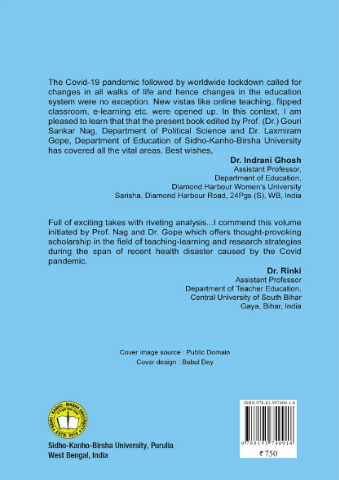 The Covid-19 pandemic followed by worldwide lockdown called for
changes in all walks of life and hence changes in the education
system were no exception. New vistas like online teaching, flipped
classroom, e-learning etc. were opened up. In this context, I am
pleased to learn that that the present book edited by Prof. (Dr.) Gouri
Sankar Nag, Department of Political Science and Dr. Laxmiram
Gope, Department of Education of Sidho-Kanho-Birsha University
has covered all the vital areas. Best wishes,
Dr. Indrani Ghosh
Assistant Professor,
Department of Education,
Diamond Harbour Women's University
Sarisha, Diamond Harbour Road, 24Pgs (S), WB, India
Full of exciting takes with riveting analysis...I commend this volume
initiated by Prof. Nag and Dr. Gope which offers thought-provoking
scholarship in the field of teaching-learning and research strategies
during the span of recent health disaster caused by the Covid
pandemic.
Dr. Rinki
Assistant Professor
Department of Teacher Education,
Central University of South Bihar
Gaya, Bihar, India
Cover image source : Public Domain
Cover design : Babul Dey
Sidho-Kanho-Birsha University, Purulia
West Bengal, India
₹ 750